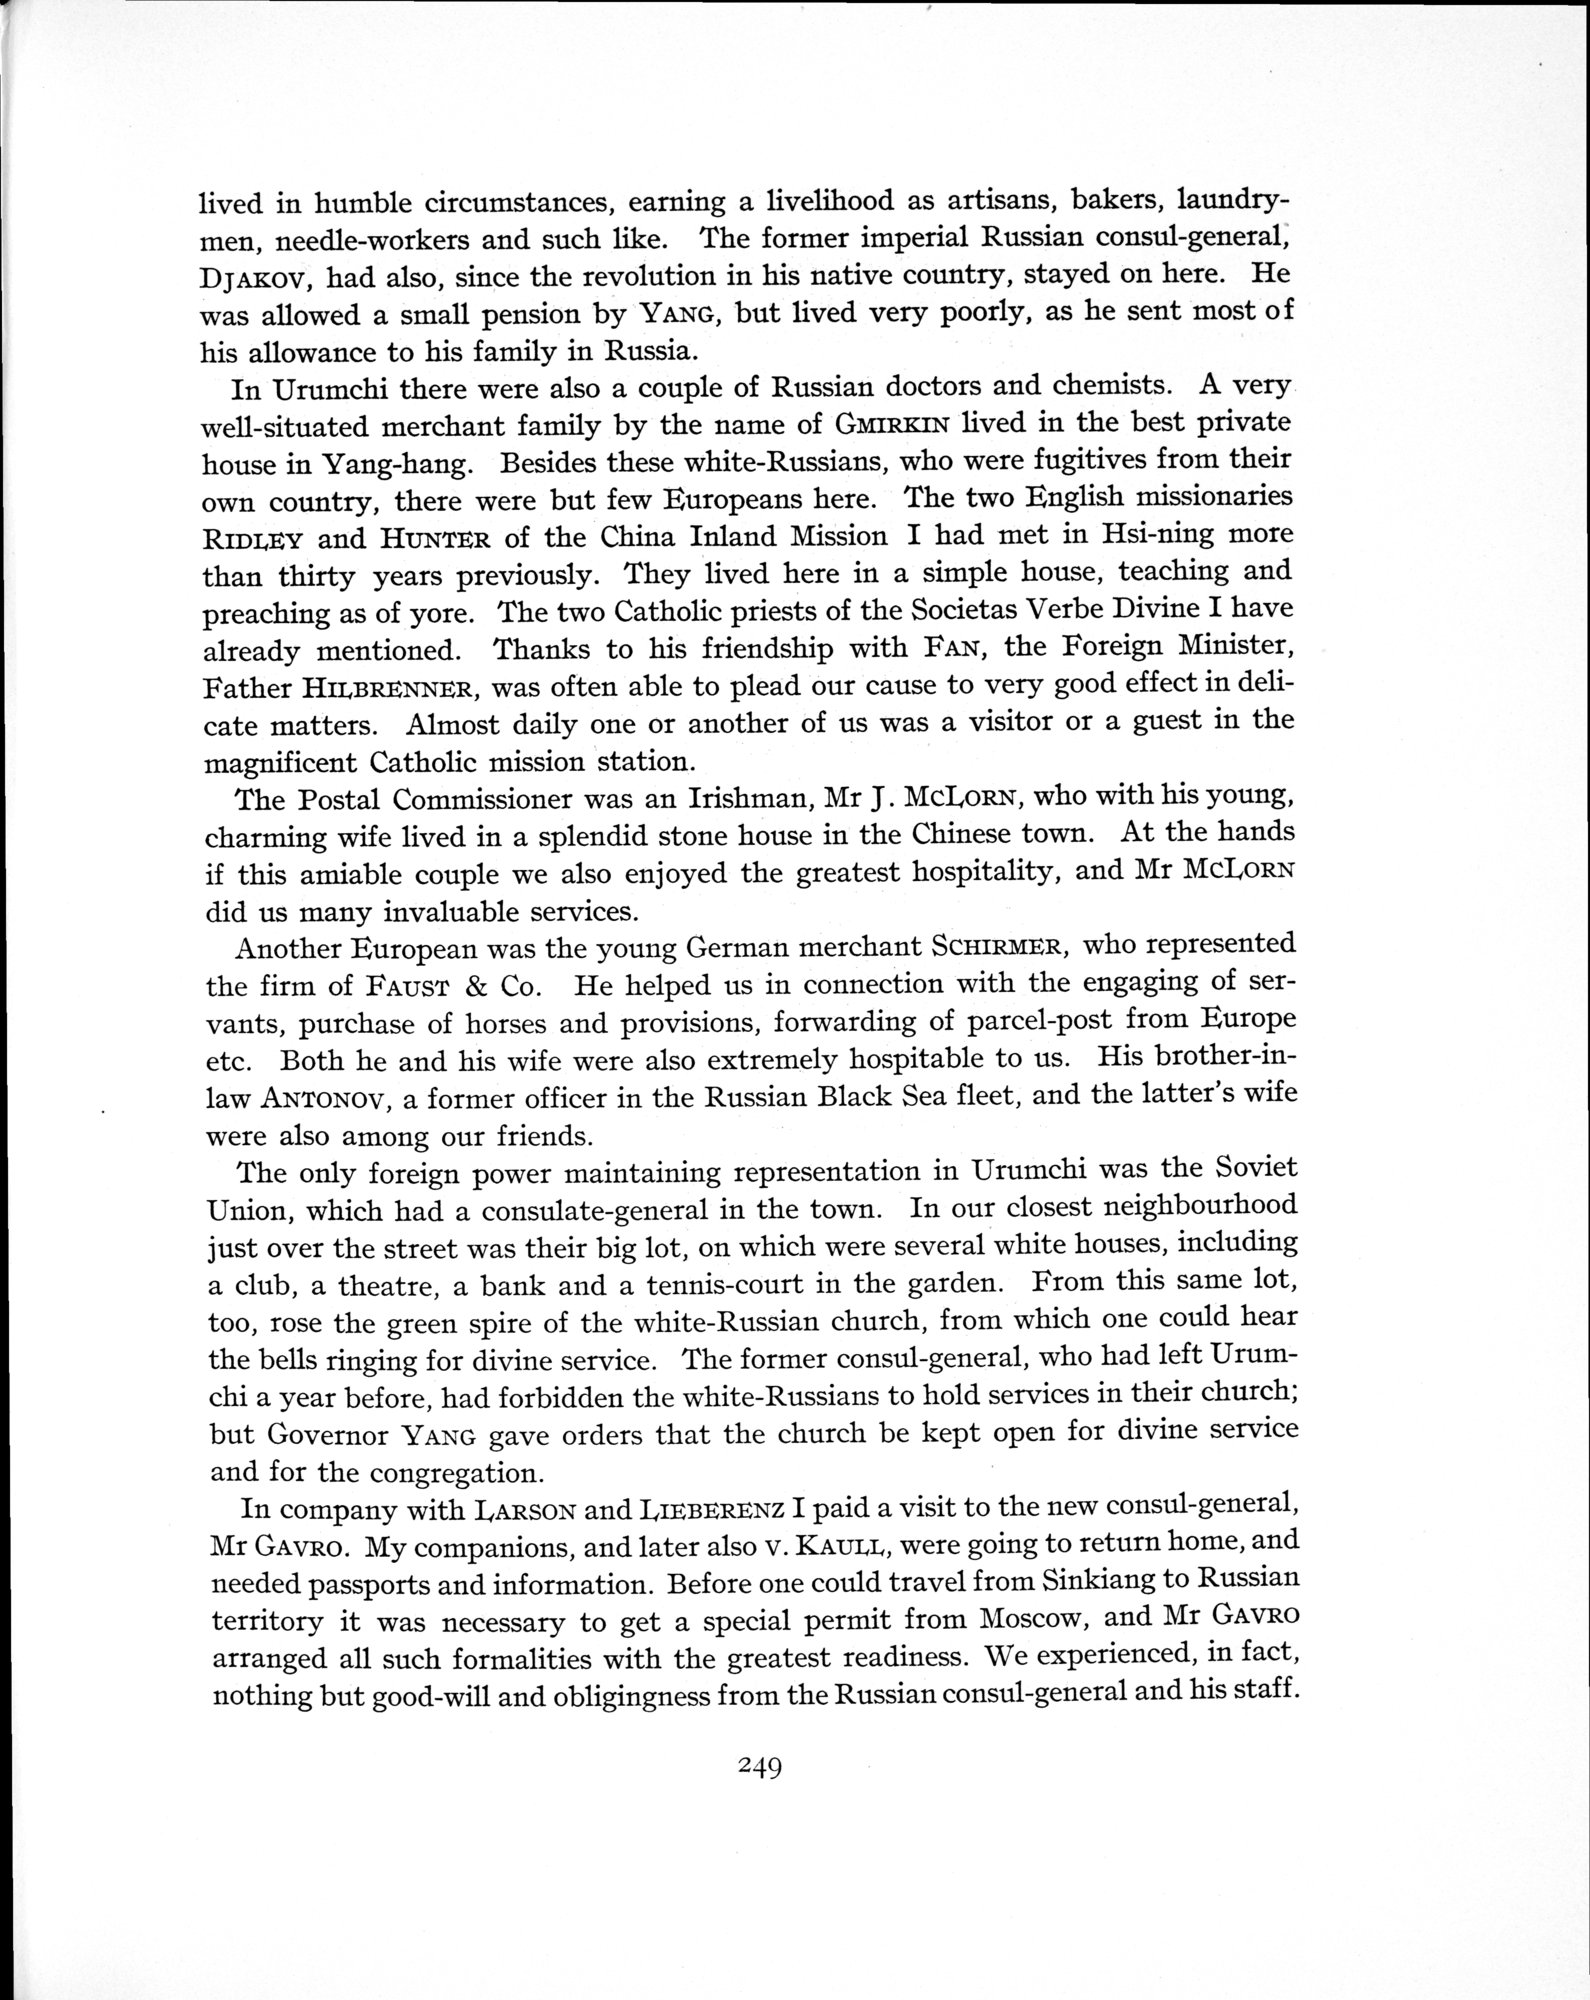 lived in humble circumstances, earning a livelihood as artisans, bakers, laundry-
men, needle-workers and such like. The former imperial Russian consul-general,
DJAKOV, had also, since the revolution in his native country, stayed on here. He
was allowed a small pension by YANG, but lived very poorly, as he sent most of
his allowance to his family in Russia.
In Urumchi there were also a couple of Russian doctors and chemists. A very
well-situated merchant family by the name of GMIRKIN lived in the best private
house in Yang-hang. Besides these white-Russians, who were fugitives from their
own country, there were but few Europeans here. The two English missionaries
RIDLEY and HUNTER of the China Inland Mission I had met in Hsi-ning more
than thirty years previously. They lived here in a simple house, teaching and
preaching as of yore. The two Catholic priests of the Societas Verbe Divine I have
already mentioned. Thanks to his friendship with FAN, the Foreign Minister,
Father HILBRENNER, was often able to plead our cause to very good effect in deli-
cate matters. Almost daily one or another of us was a visitor or a guest in the
magnificent Catholic mission station.
The Postal Commissioner was an Irishman, Mr J. MCLORN, who with his young,
charming wife lived in a splendid stone house in the Chinese town. At the hands
if this amiable couple we also enjoyed the greatest hospitality, and Mr MCLORN
did us many invaluable services.
Another European was the young German merchant SCHIRMER, who represented
the firm of FAUST & Co. He helped us in connection with the engaging of ser-
vants, purchase of horses and provisions, forwarding of parcel-post from Europe
etc. Both he and his wife were also extremely hospitable to us. His brother-in-
law ANTONOV, a former officer in the Russian Black Sea fleet, and the latter's wife
were also among our friends.
The only foreign power maintaining representation in Urumchi was the Soviet
Union, which had a consulate-general in the town. In our closest neighbourhood
just over the street was their big lot, on which were several white houses, including
a club, a theatre, a bank and a tennis-court in the garden. From this same lot,
too, rose the green spire of the white-Russian church, from which one could hear
the bells ringing for divine service. The former consul-general, who had left Urum-
chi a year before, had forbidden the white-Russians to hold services in their church;
but Governor YANG gave orders that the church be kept open for divine service
and for the congregation.
In company with LARSON and LIEBERENZ I paid a visit to the new consul-general,
Mr GAVRO. My companions, and later also v. KAULL, were going to return home, and
needed passports and information. Before one could travel from Sinkiang to Russian
territory it was necessary to get a special permit from Moscow, and Mr GAVRO
arranged all such formalities with the greatest readiness. We experienced, in fact,
nothing but good-will and obligingness from the Russian consul-general and his staff.
249